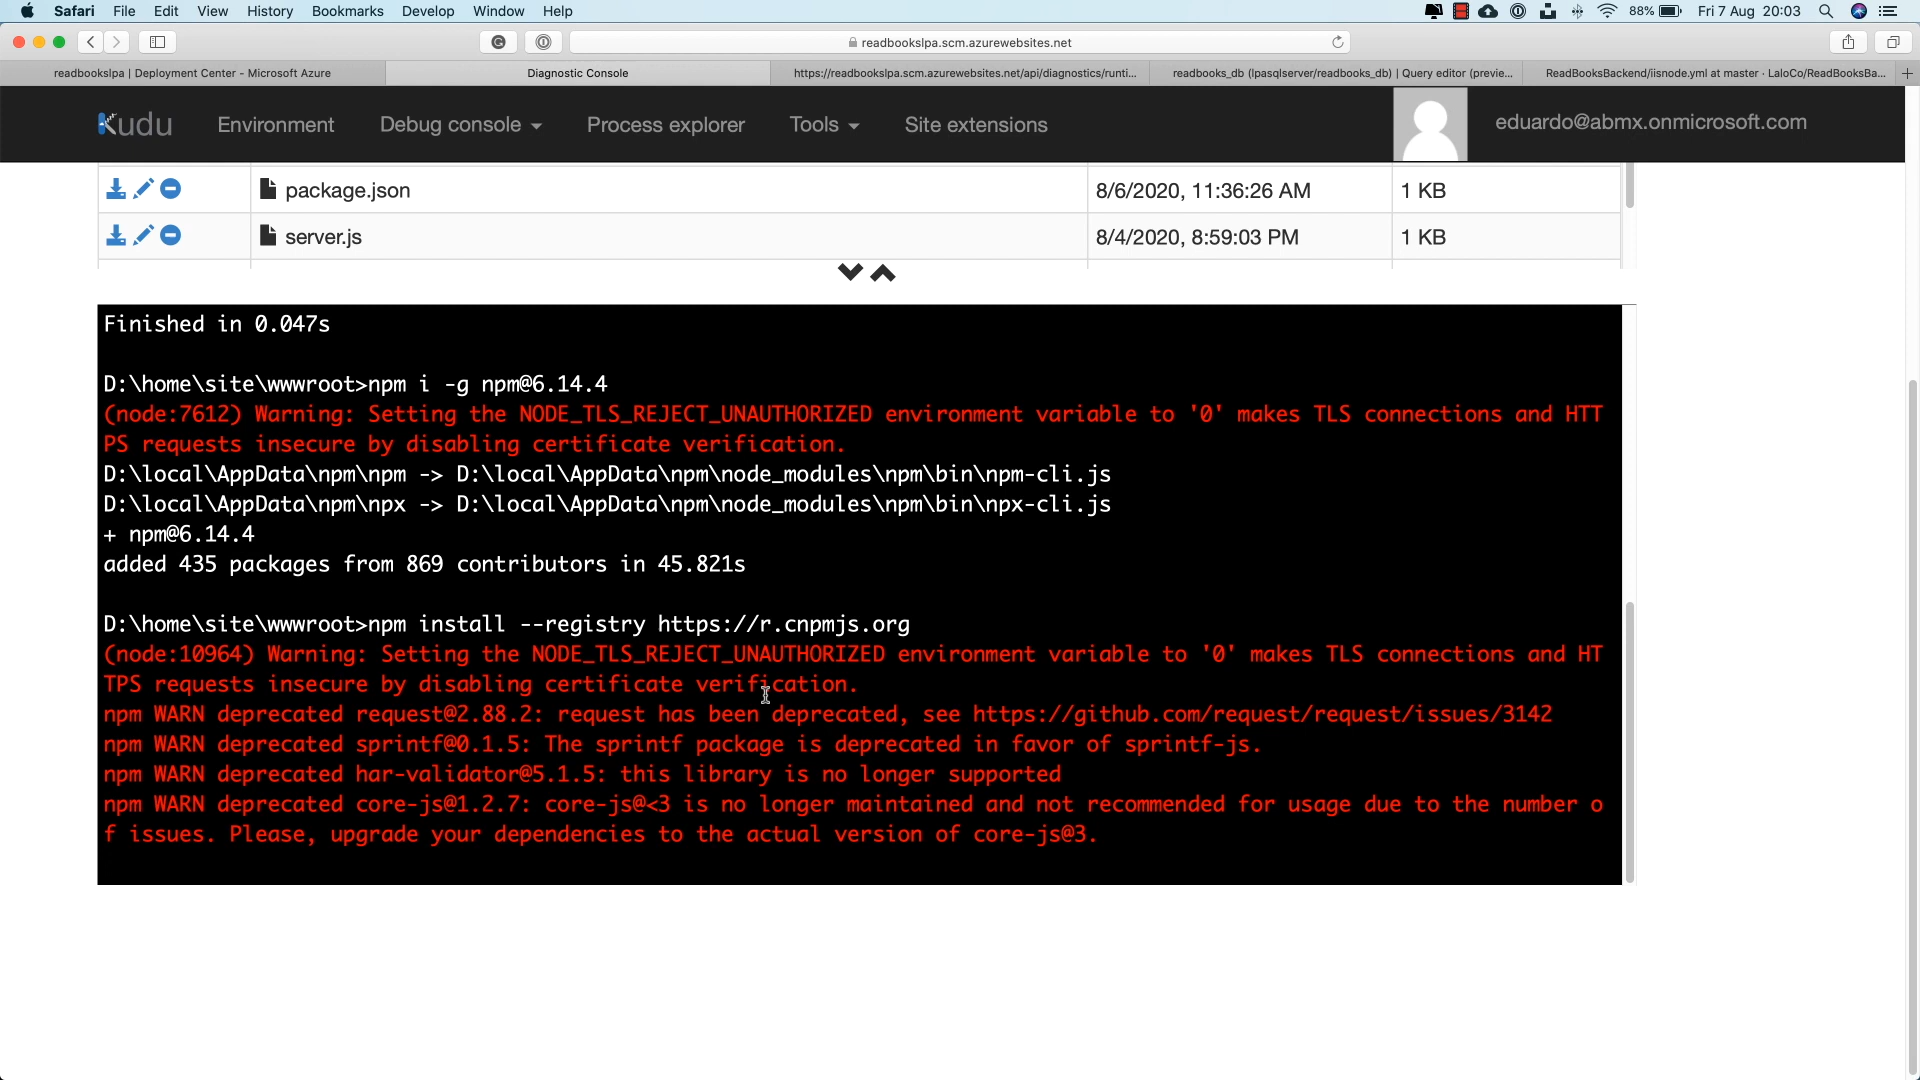 Safari File Edit View History Bookmarks Develop Window Help 88% Fri 7 Aug 20:03
readbookslpa.scm.azurewebsites.net
readbookslpa | Deployment Center - Microsoft Azure
Diagnostic Console
https://readbookslpa.scm.azurewebsites.net/api/diagnostics/runti...
readbooks_db (lpasqlserver/readbooks_db) | Query editor (previe...
ReadBooksBackend/iisnode.yml at master · LaloCo/ReadBooksBa...
Kudu Environment Debug console Process explorer Tools Site extensions eduardo@abmx.onmicrosoft.com
package.json 8/6/2020, 11:36:26 AM 1 KB
server.js 8/4/2020, 8:59:03 PM 1 KB
Finished in 0.047s
D:\home\site\wwwroot>npm i -g npm@6.14.4
(node:7612) Warning: Setting the NODE_TLS_REJECT_UNAUTHORIZED environment variable to '0' makes TLS connections and HTT
PS requests insecure by disabling certificate verification.
D:\local\AppData\npm\npm -> D:\local\AppData\npm\node_modules\npm\bin\npm-cli.js
D:\local\AppData\npm\npx -> D:\local\AppData\npm\node_modules\npm\bin\npx-cli.js
+ npm@6.14.4
added 435 packages from 869 contributors in 45.821s
D:\home\site\wwwroot>npm install --registry https://r.cnpmjs.org
(node:10964) Warning: Setting the NODE_TLS_REJECT_UNAUTHORIZED environment variable to '0' makes TLS connections and HT
TPS requests insecure by disabling certificate verification.
npm WARN deprecated request@2.88.2: request has been deprecated, see https://github.com/request/request/issues/3142
npm WARN deprecated sprintf@0.1.5: The sprintf package is deprecated in favor of sprintf-js.
npm WARN deprecated har-validator@5.1.5: this library is no longer supported
npm WARN deprecated core-js@1.2.7: core-js@<3 is no longer maintained and not recommended for usage due to the number o
f issues. Please, upgrade your dependencies to the actual version of core-js@3.